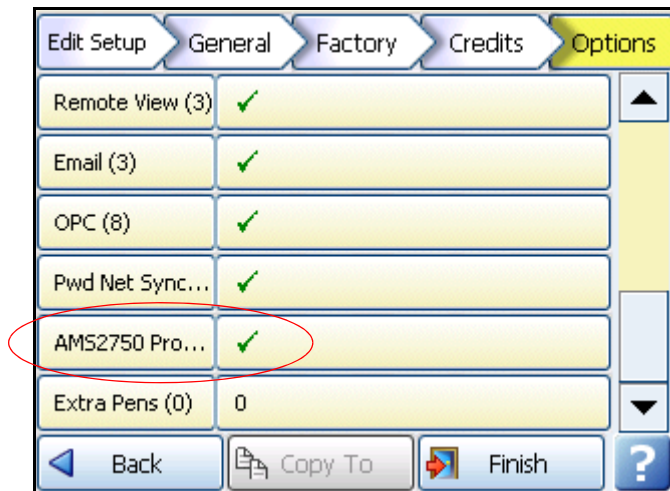 Edit Setup General Factory Credits Options
Remote View (3)
Email (3)
OPC (8)
Pwd Net Sync...
AMS2750 Pro...
Extra Pens (0) 0
Back Copy To Finish ?